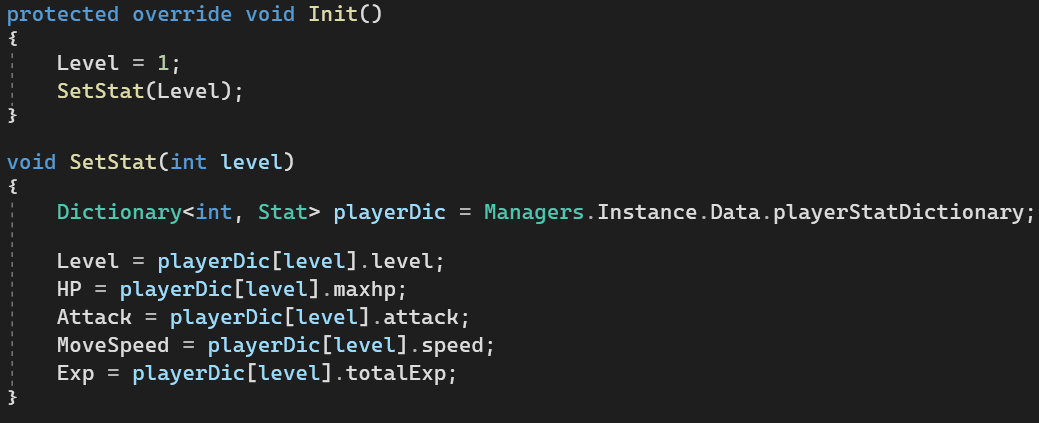 protected override void Init()
{
    Level = 1;
    SetStat(Level);
}
void SetStat(int level)
{
    Dictionary<int, Stat> playerDic = Managers.Instance.Data.playerStatDictionary;
    Level = playerDic[level].level;
    HP = playerDic[level].maxhp;
    Attack = playerDic[level].attack;
    MoveSpeed = playerDic[level].speed;
    Exp = playerDic[level].totalExp;
}